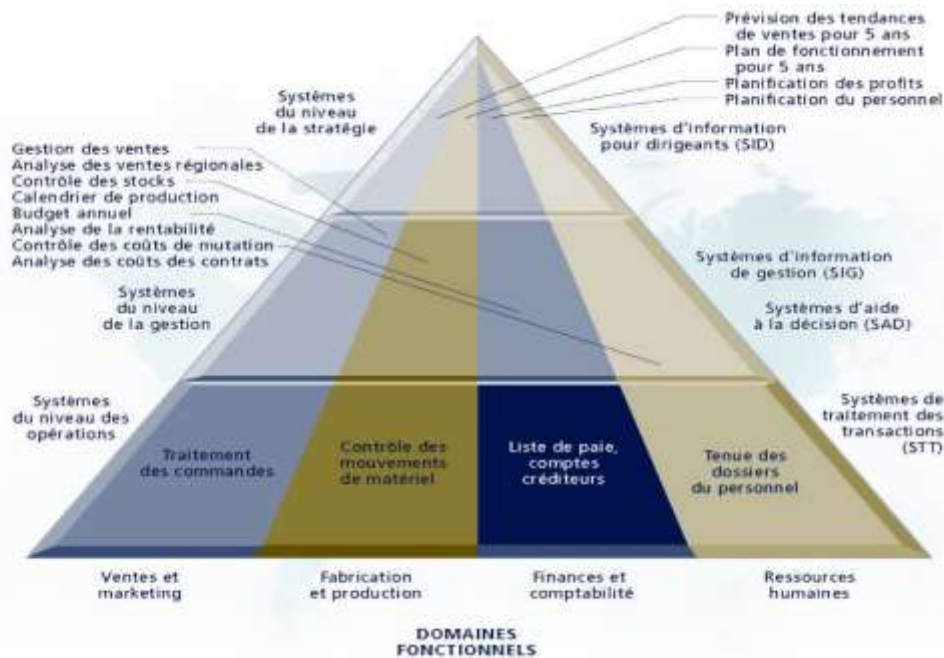 Prévision des tendances
de ventes pour 5 ans
Plan de fonctionnement
pour 5 ans
Planification des profits
Planification du personnel
Systèmes
du niveau
de la stratégie
Systèmes d'information
pour dirigeants (SID)
Gestion des ventes
Analyse des ventes régionales
Contrôle des stocks
Calendrier de production
Budget annuel
Analyse de la rentabilité
Contrôle des coûts de mutation
Analyse des coûts des contrats
Systèmes d'information
de gestion (SIG)
Systèmes
du niveau
de la gestion
Systèmes d'aide
à la décision (SAD)
Systèmes
du niveau des
opérations
Systèmes de
traitement des
transactions
(STT)
Traitement
des commandes
Contrôle des
mouvements
de matériel
Liste de paie,
comptes
créditeurs
Tenue des
dossiers
du personnel
Ventes et
marketing
Fabrication
et production
Finances et
comptabilité
Ressources
humaines
DOMAINES
FONCTIONNELS